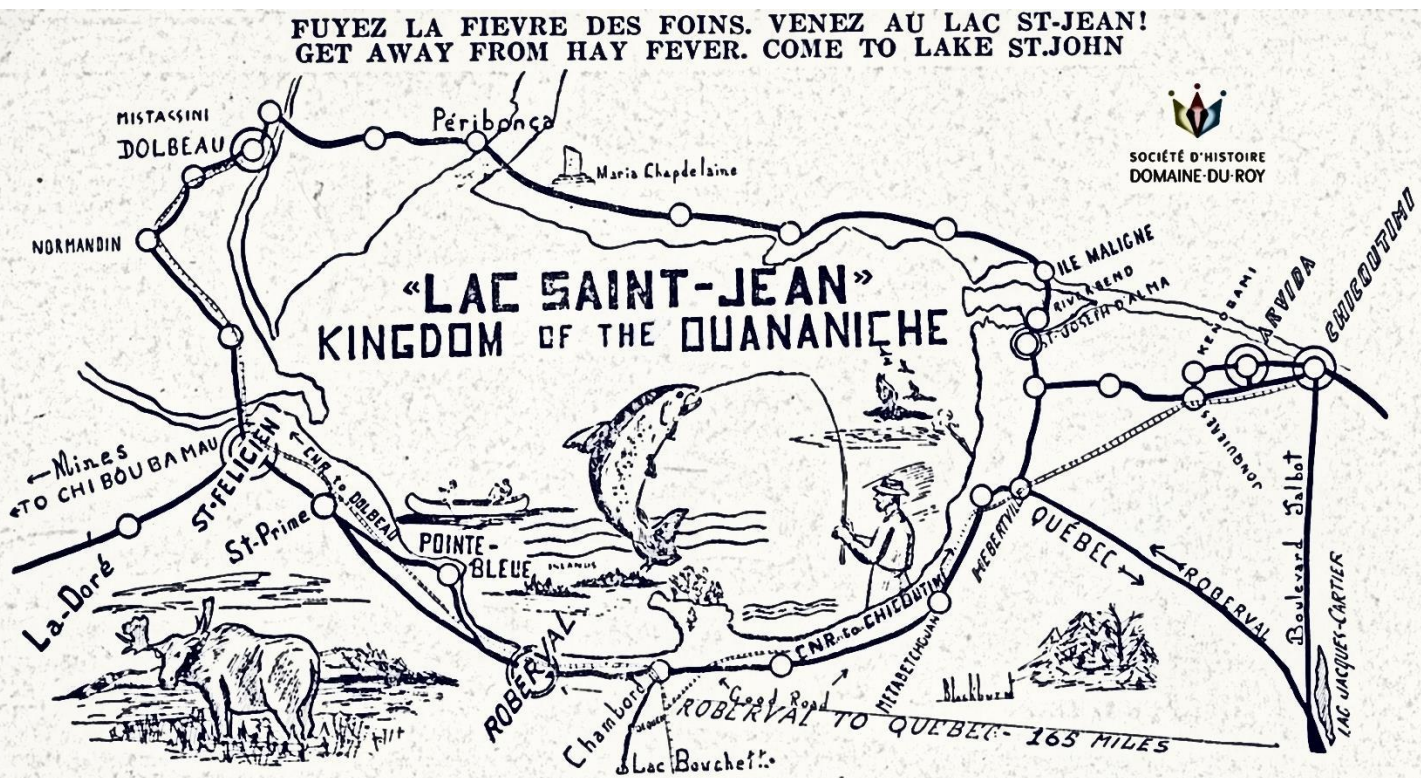 FUYEZ LA FIEVRE DES FOINS. VENEZ AU LAC ST-JEAN!
GET AWAY FROM HAY FEVER. COME TO LAKE ST.JOHN
SOCIÉTÉ D'HISTOIRE
DOMAINE-DU-ROY
MISTASSINI
DOLBEAU
Péribonca
Maria Chapdelaine
NORMANDIN
«LAC SAINT-JEAN»
KINGDOM OF THE OUANANICHE
ILE MALIGNE
RIVERBEND
ST-JOSEPH D'ALMA
KENOGAMI
ARVIDA
CHICOUTIMI
JONQUIERES
←Mines
←TO CHIBOUGAMAU
ST-FELICIEN
←CNR to DOLBEAU
St-Prime
La-Doré
POINTE-
BLEUE
ROBERVAL
Chambord
Lac Bouchette
CNR to CHICOUTIMI
METABETCHOUAN
HEBERTVILLE
QUÉBEC
ROBERVAL
Boulevard Talbot
LAC JACQUES-CARTIER
Good Road
ROBERVAL TO QUEBEC- 165 MILES